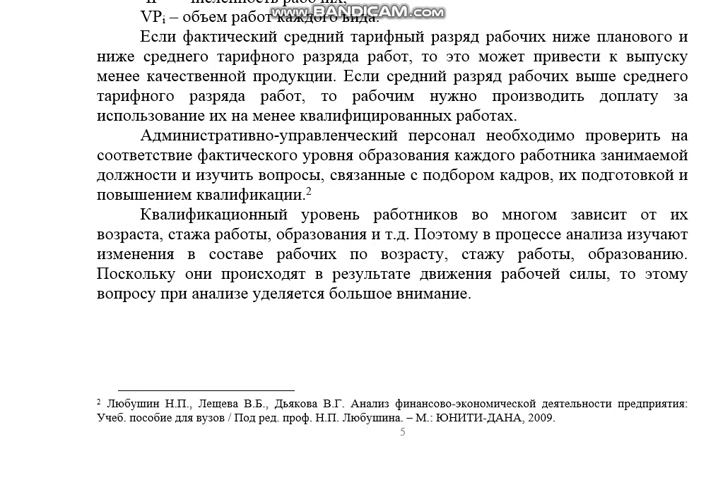 численность рабочих;
www.BANDICAM.com
VPi – объем работ каждого вида.
Если фактический средний тарифный разряд рабочих ниже планового и
ниже среднего тарифного разряда работ, то это может привести к выпуску
менее качественной продукции. Если средний разряд рабочих выше среднего
тарифного разряда работ, то рабочим нужно производить доплату за
использование их на менее квалифицированных работах.
Административно-управленческий персонал необходимо проверить на
соответствие фактического уровня образования каждого работника занимаемой
должности и изучить вопросы, связанные с подбором кадров, их подготовкой и
повышением квалификации.2
Квалификационный уровень работников во многом зависит от их
возраста, стажа работы, образования и т.д. Поэтому в процессе анализа изучают
изменения в составе рабочих по возрасту, стажу работы, образованию.
Поскольку они происходят в результате движения рабочей силы, то этому
вопросу при анализе уделяется большое внимание.
2 Любушин Н.П., Лещева В.Б., Дьякова В.Г. Анализ финансово-экономической деятельности предприятия:
Учеб. пособие для вузов / Под ред. проф. Н.П. Любушина. – М.: ЮНИТИ-ДАНА, 2009.
5